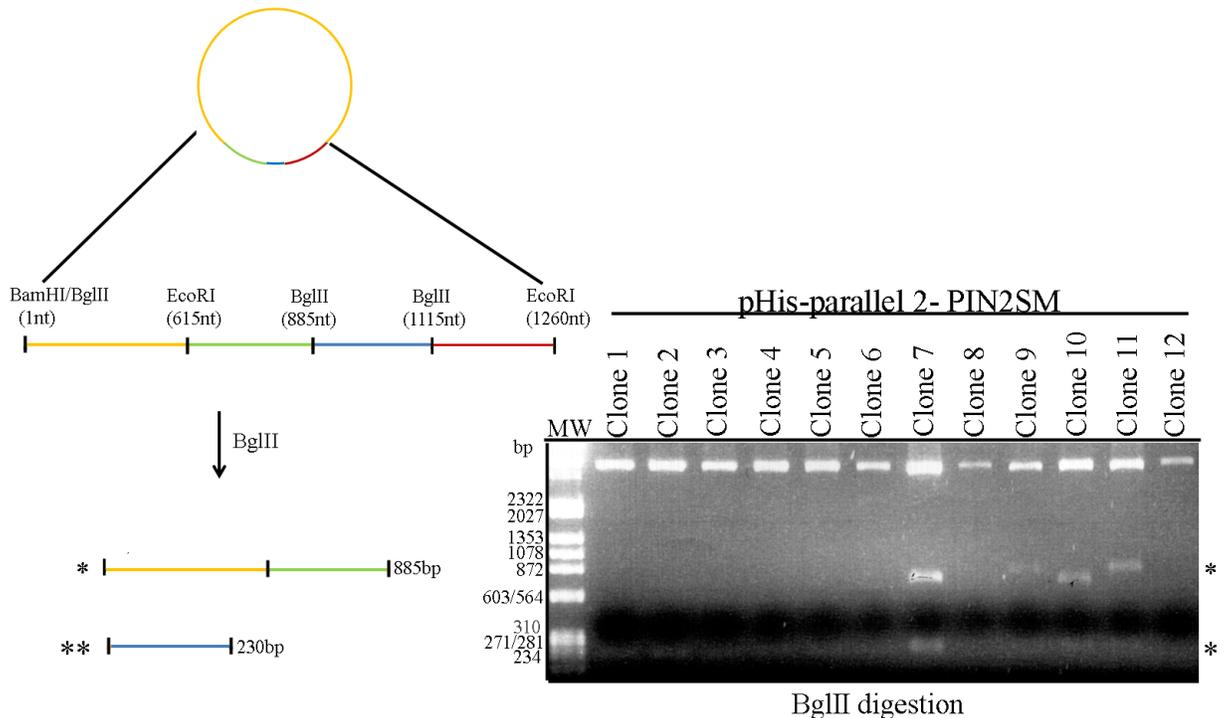 BamHI/BglII
(1nt)
EcoRI
(615nt)
BglII
(885nt)
BglII
(1115nt)
EcoRI
(1260nt)
BglII
* 885bp
** 230bp
pHis-parallel 2- PIN2SM
MW
Clone 1
Clone 2
Clone 3
Clone 4
Clone 5
Clone 6
Clone 7
Clone 8
Clone 9
Clone 10
Clone 11
Clone 12
bp
2322
2027
1353
1078
872
603/564
310
271/281
234
*
*
BglII digestion